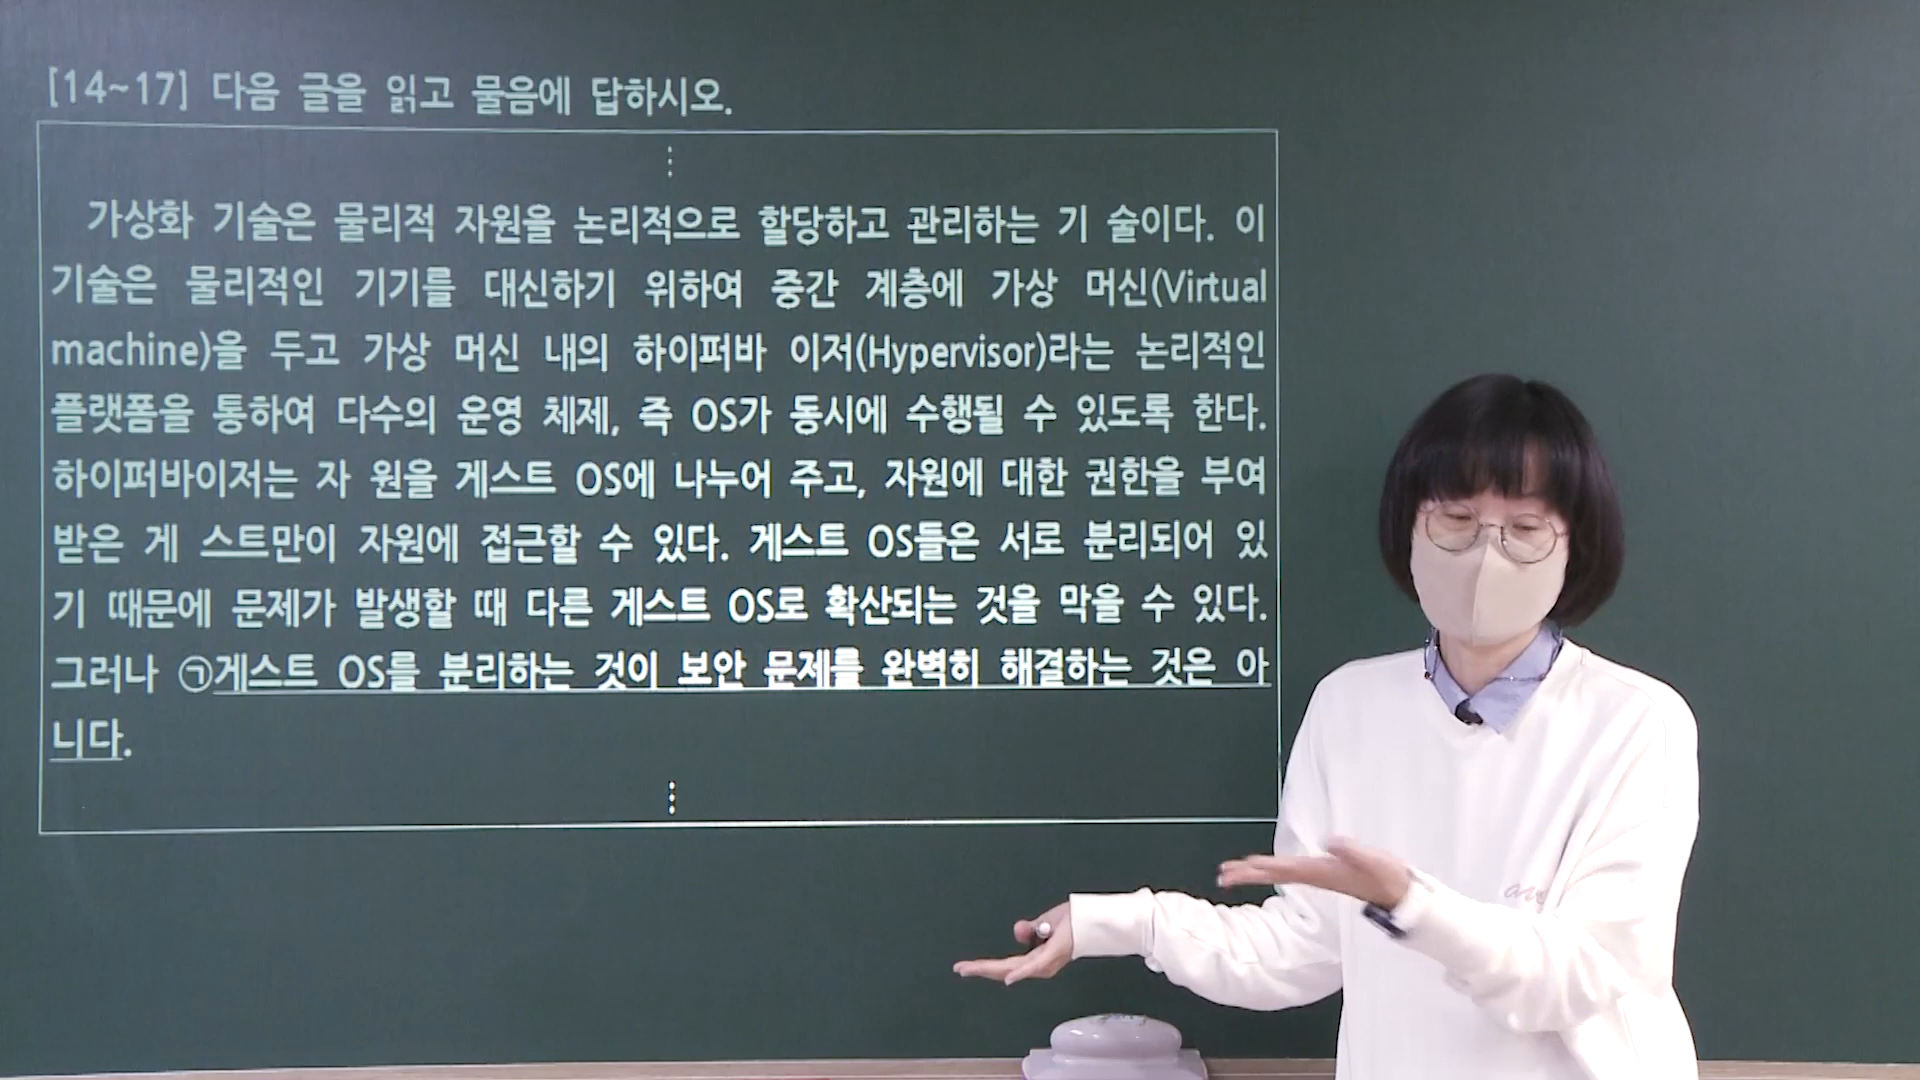 [14~17] 다음 글을 읽고 물음에 답하시오.
⋮
가상화 기술은 물리적 자원을 논리적으로 할당하고 관리하는 기 술이다. 이
기술은 물리적인 기기를 대신하기 위하여 중간 계층에 가상 머신(Virtual
machine)을 두고 가상 머신 내의 하이퍼바 이저(Hypervisor)라는 논리적인
플랫폼을 통하여 다수의 운영 체제, 즉 OS가 동시에 수행될 수 있도록 한다.
하이퍼바이저는 자 원을 게스트 OS에 나누어 주고, 자원에 대한 권한을 부여
받은 게 스트만이 자원에 접근할 수 있다. 게스트 OS들은 서로 분리되어 있
기 때문에 문제가 발생할 때 다른 게스트 OS로 확산되는 것을 막을 수 있다.
그러나 ㉠게스트 OS를 분리하는 것이 보안 문제를 완벽히 해결하는 것은 아
니다.
⋮